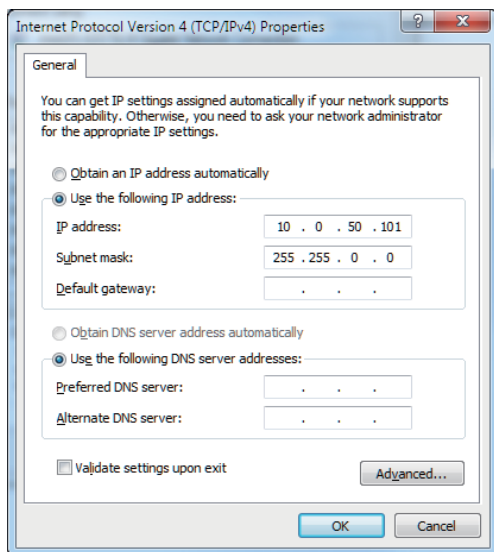 Internet Protocol Version 4 (TCP/IPv4) Properties
General
You can get IP settings assigned automatically if your network supports
this capability. Otherwise, you need to ask your network administrator
for the appropriate IP settings.
Obtain an IP address automatically
Use the following IP address:
IP address: 10 . 0 . 50 . 101
Subnet mask: 255 . 255 . 0 . 0
Default gateway: . . .
Obtain DNS server address automatically
Use the following DNS server addresses:
Preferred DNS server: . . .
Alternate DNS server: . . .
Validate settings upon exit
Advanced...
OK Cancel